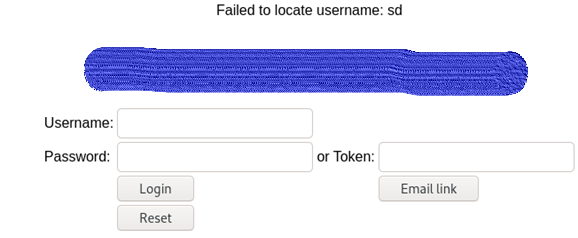 Failed to locate username: sd
Username:
Password: or Token:
Login Email link
Reset